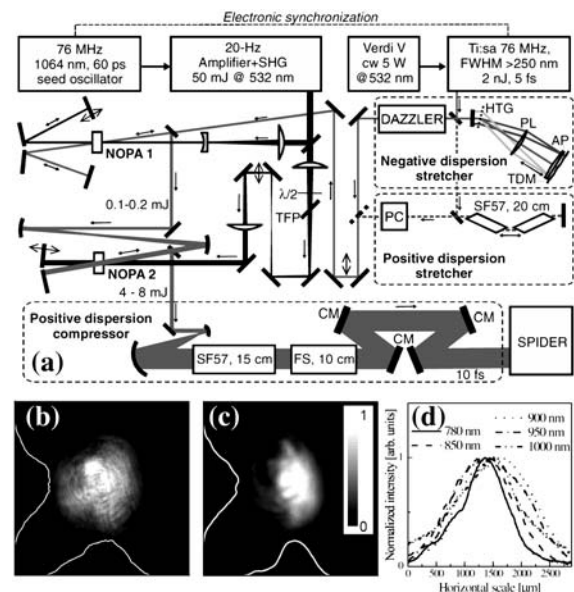 Electronic synchronization
76 MHz
1064 nm, 60 ps
seed oscillator
20-Hz
Amplifier+SHG
50 mJ @ 532 nm
Verdi V
cw 5 W
@532 nm
Ti:sa 76 MHz,
FWHM >250 nm
2 nJ, 5 fs
NOPA 1
DAZZLER
HTG
PL
AP
TDM
Negative dispersion
stretcher
λ/2
TFP
0.1-0.2 mJ
PC
SF57, 20 cm
Positive dispersion
stretcher
NOPA 2
4 - 8 mJ
Positive dispersion
compressor
(a)
CM
CM
CM
SF57, 15 cm
FS, 10 cm
10 fs
SPIDER
(b)
(c)
1
0
(d)
780 nm
850 nm
900 nm
950 nm
1000 nm
Normalized intensity [arb. units]
1
0
0
500
1000
1500
2000
2500
Horizontal scale [μm]